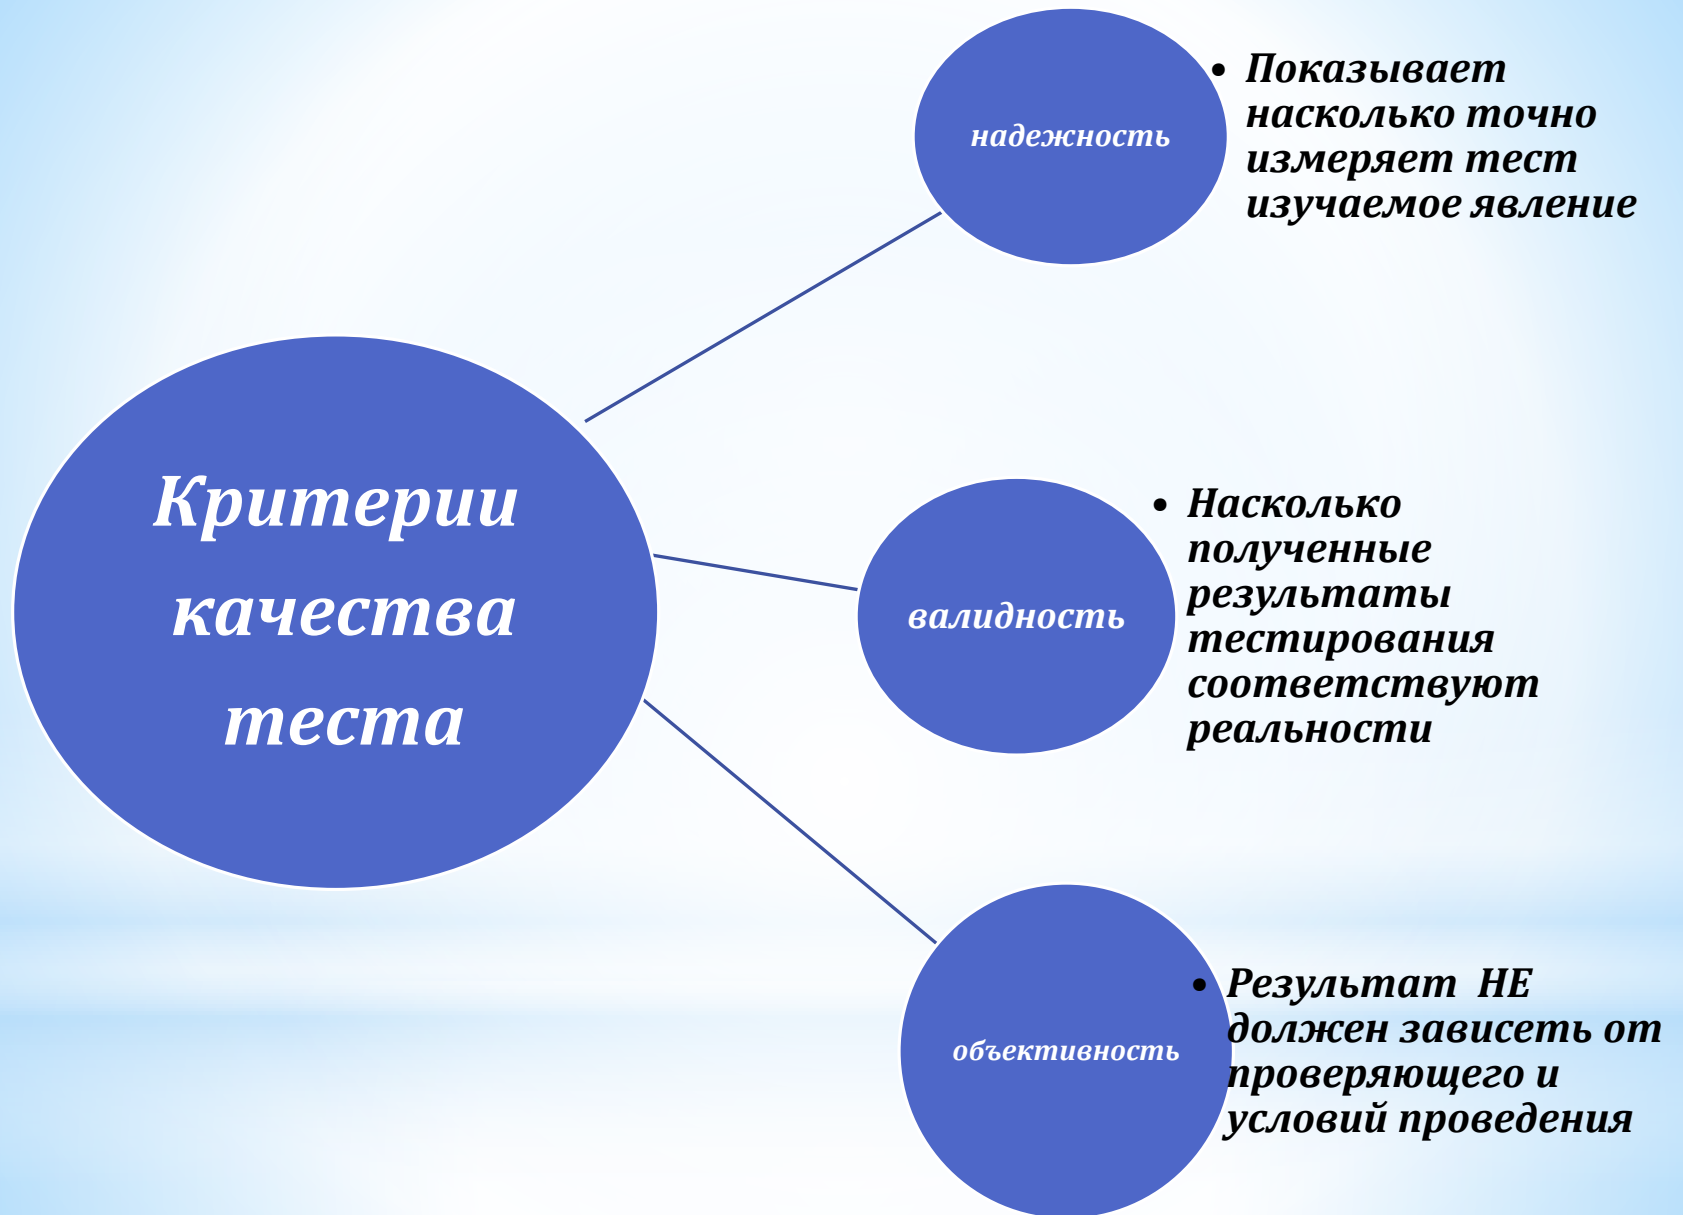 Критерии
качества
теста
надежность
• Показывает
насколько точно
измеряет тест
изучаемое явление
валидность
• Насколько
полученные
результаты
тестирования
соответствуют
реальности
объективность
• Результат НЕ
должен зависеть от
проверяющего и
условий проведения